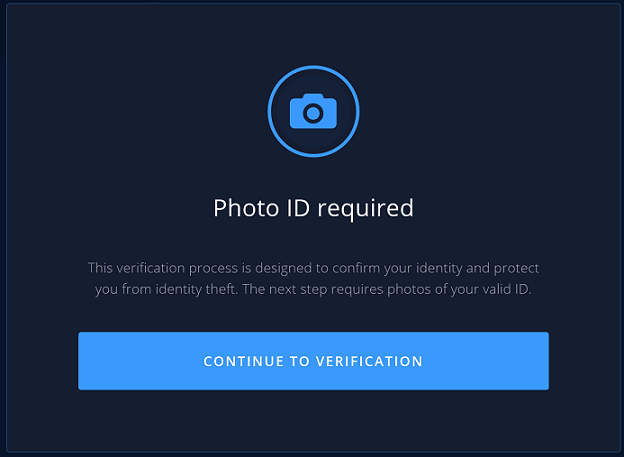 Photo ID required
This verification process is designed to confirm your identity and protect
you from identity theft. The next step requires photos of your valid ID.
CONTINUE TO VERIFICATION